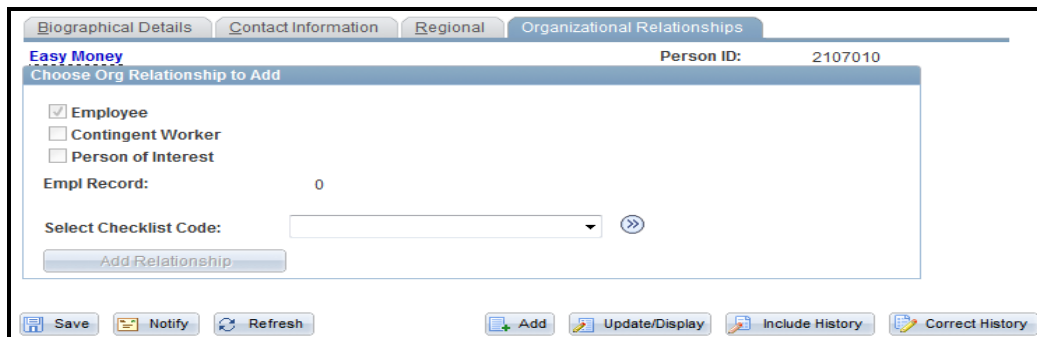 Biographical Details Contact Information Regional Organizational Relationships
Easy Money Person ID: 2107010
Choose Org Relationship to Add
Employee
Contingent Worker
Person of Interest
Empl Record: 0
Select Checklist Code:
Add Relationship
Save Notify Refresh Add Update/Display Include History Correct History